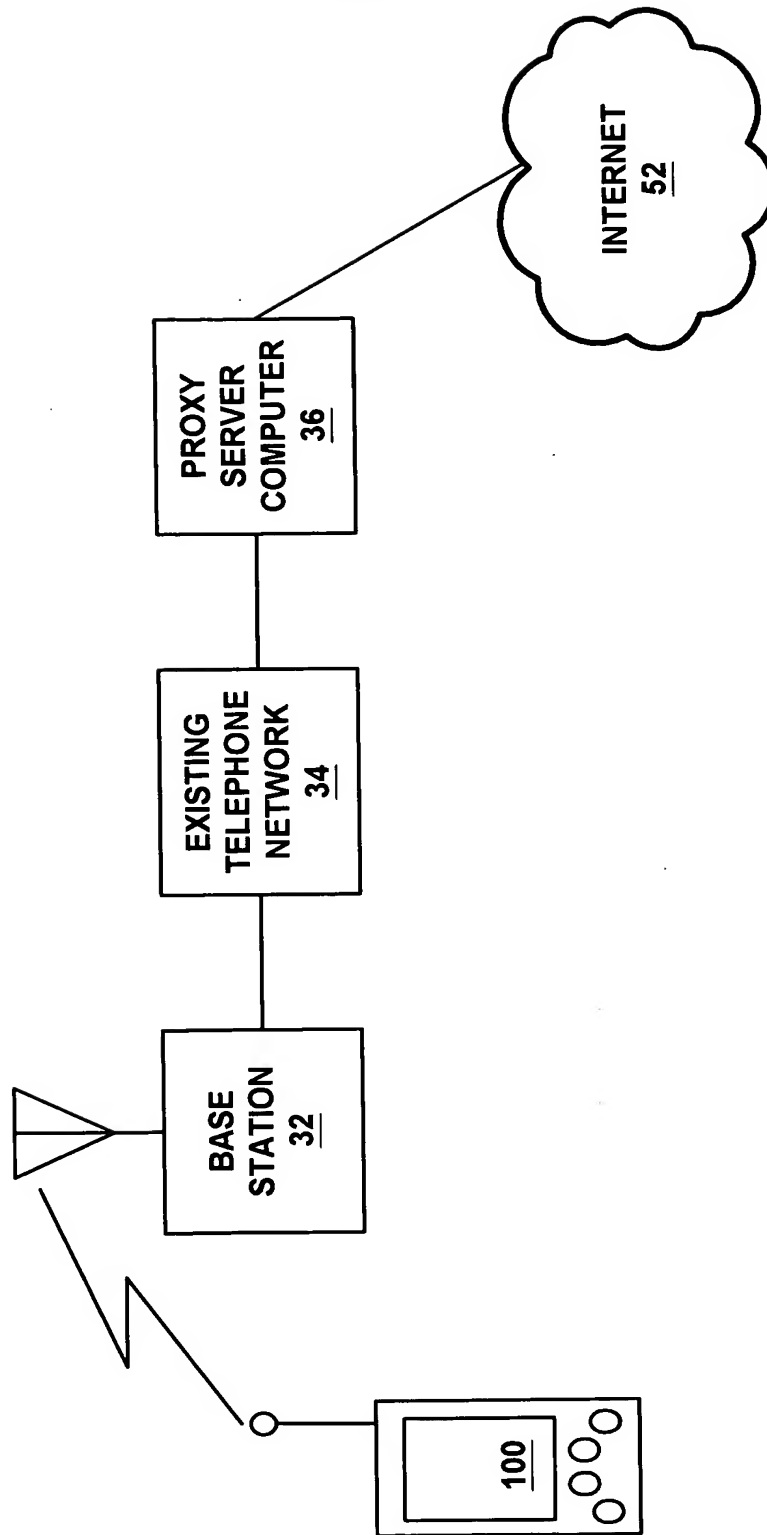 100
BASE
STATION
32
EXISTING
TELEPHONE
NETWORK
34
PROXY
SERVER
COMPUTER
36
INTERNET
52